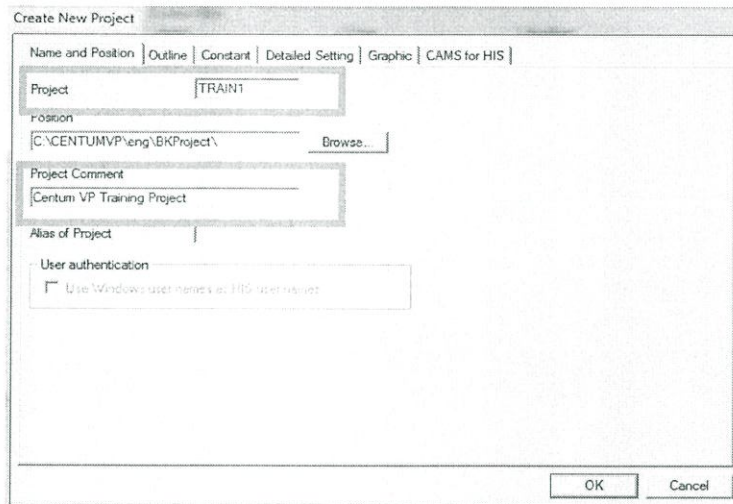 Create New Project
Name and Position Outline Constant Detailed Setting Graphic CAMS for HIS
Project TRAIN1
Position
C:\CENTUMVP\eng\BKProject\ Browse...
Project Comment
Centum VP Training Project
Alias of Project
User authentication
Use Windows user names as HIS user names
OK Cancel